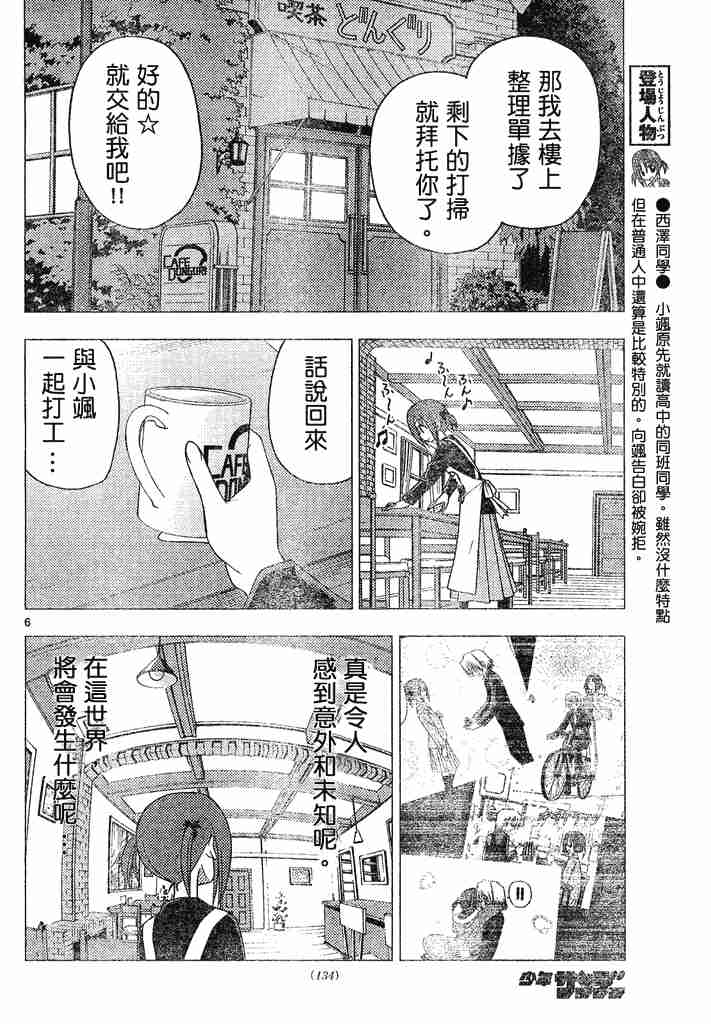 喫茶
どんぐり
那我去樓上
整理單據了
剩下的打掃
就拜托你了。
好的☆
就交給我吧!!
CAFE
DONGURI
登場人物
とうじょうじんぶつ
●西澤同學● 小颯原先就讀高中的同班同學。雖然沒什麼特點
但在普通人中還算是比較特別的。向颯告白卻被婉拒。
ふ〜ん♪
ふ〜ん♪
話說回來
與小颯
一起打工…
CAFE
DONGU
6
!!
真是令人
感到意外和未知呢。
在這世界
將會發生什麼呢…
(134)
少年サンデー